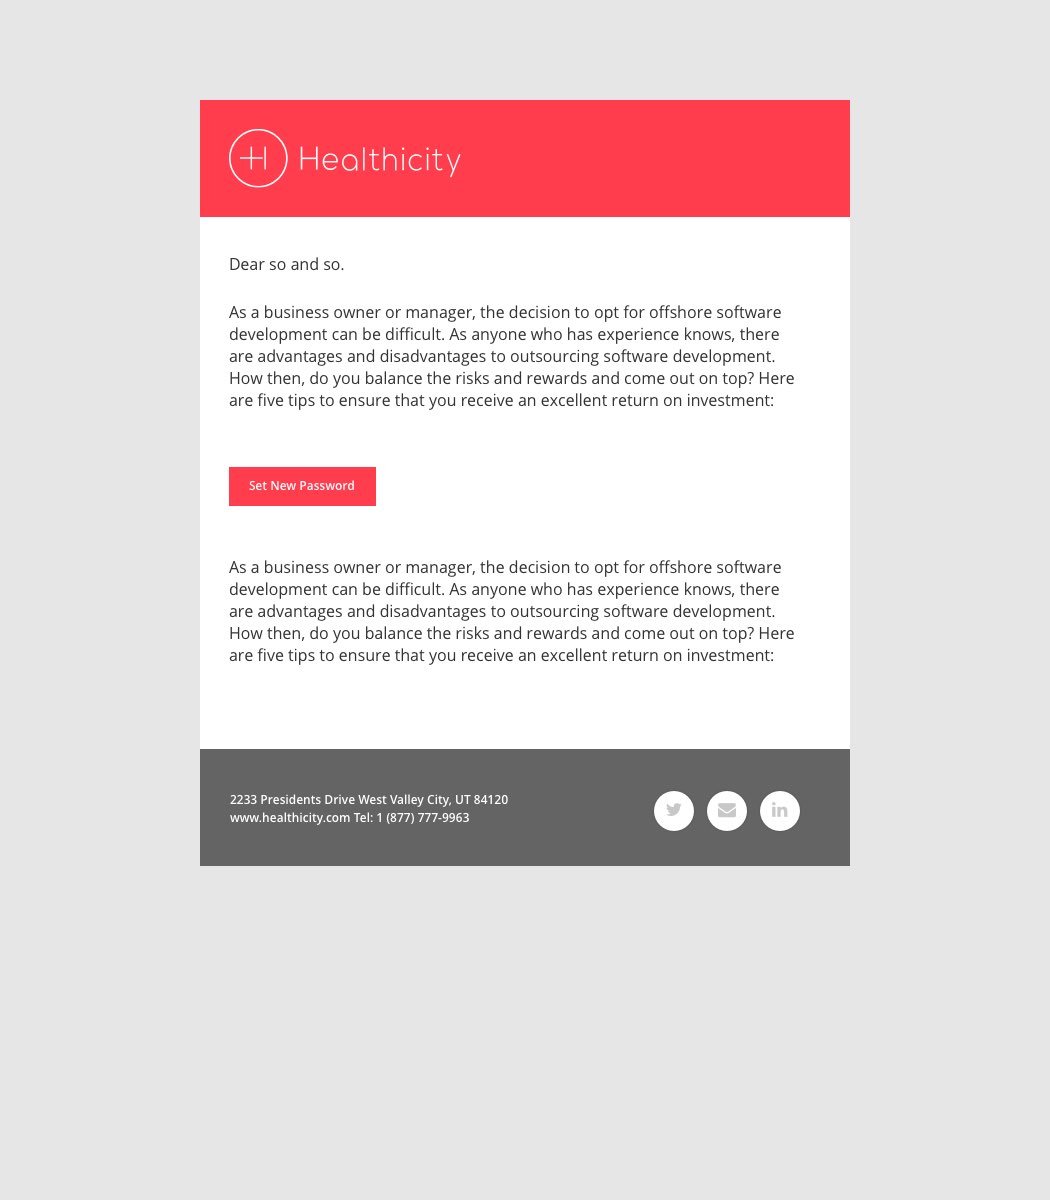 Healthicity
Dear so and so.
As a business owner or manager, the decision to opt for offshore software
development can be difficult. As anyone who has experience knows, there
are advantages and disadvantages to outsourcing software development.
How then, do you balance the risks and rewards and come out on top? Here
are five tips to ensure that you receive an excellent return on investment:
Set New Password
As a business owner or manager, the decision to opt for offshore software
development can be difficult. As anyone who has experience knows, there
are advantages and disadvantages to outsourcing software development.
How then, do you balance the risks and rewards and come out on top? Here
are five tips to ensure that you receive an excellent return on investment:
2233 Presidents Drive West Valley City, UT 84120
www.healthicity.com Tel: 1 (877) 777-9963
in